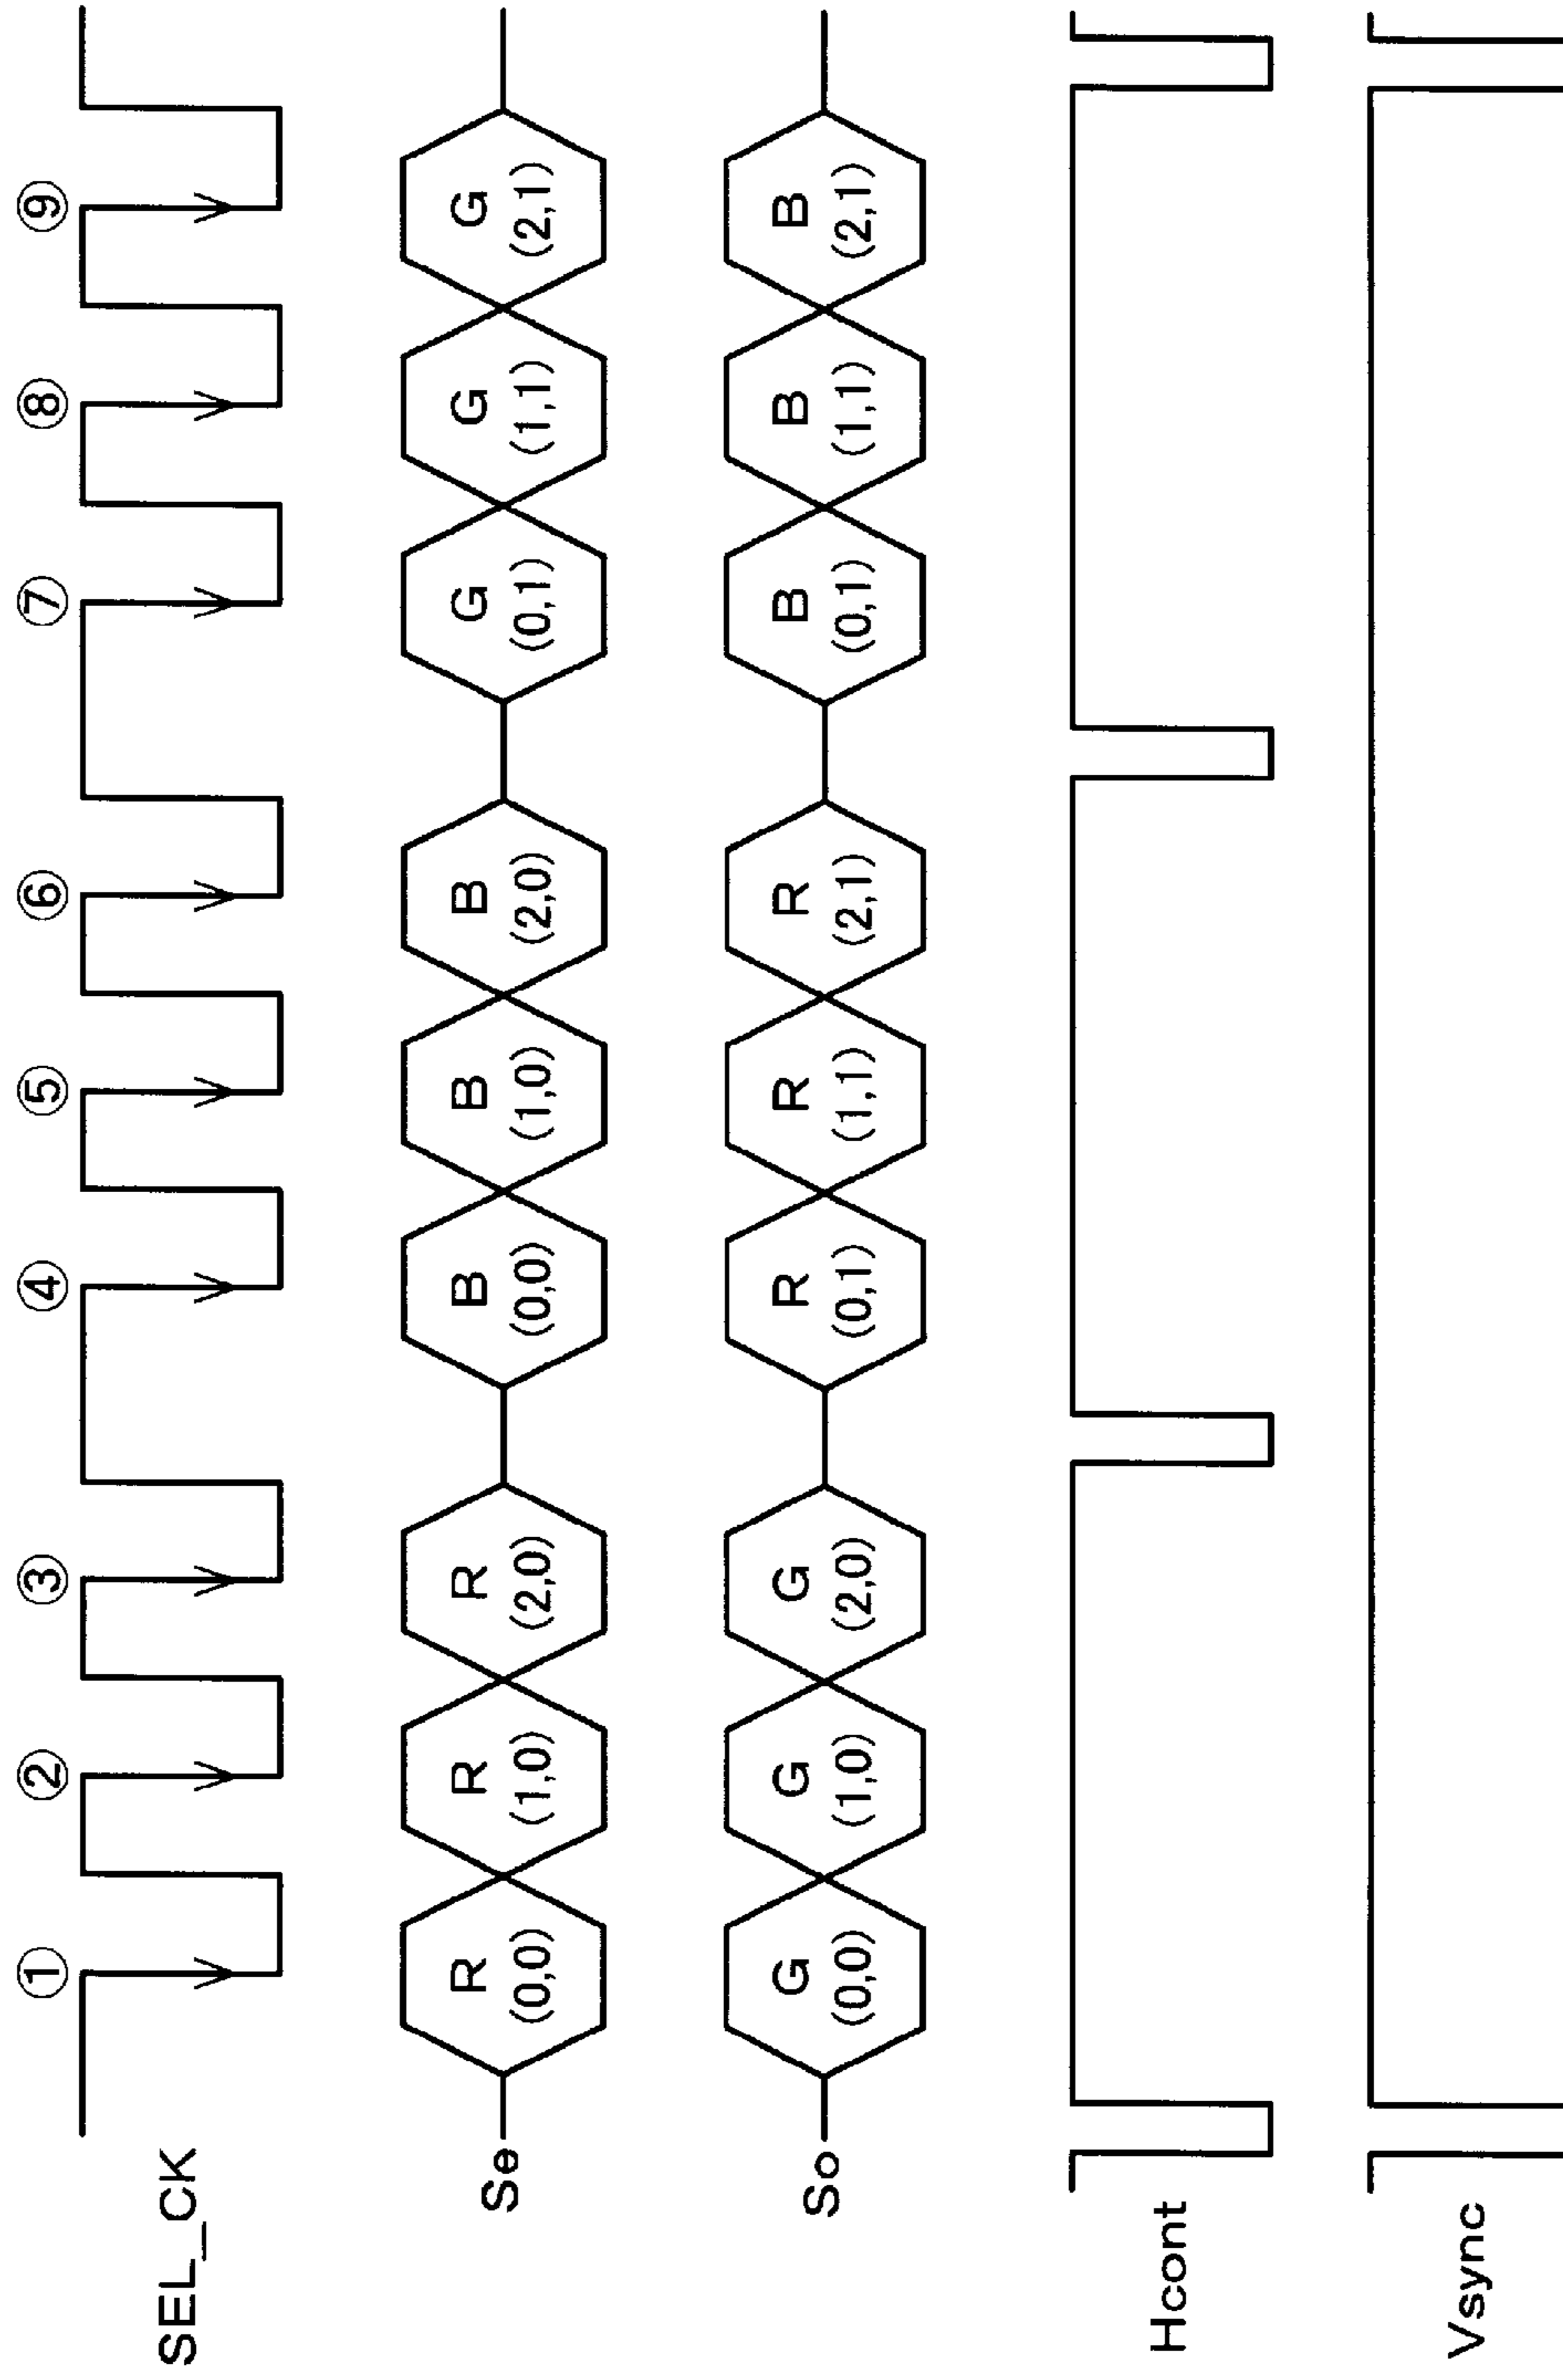 SEL_CK ① ② ③ ④ ⑤ ⑥ ⑦ ⑧ ⑨
Se R R R B B B G G G
(0,0) (1,0) (2,0) (0,0) (1,0) (2,0) (0,1) (1,1) (2,1)
So G G G R R R B B B
(0,0) (1,0) (2,0) (0,1) (1,1) (2,1) (0,1) (1,1) (2,1)
Hcont
Vsync